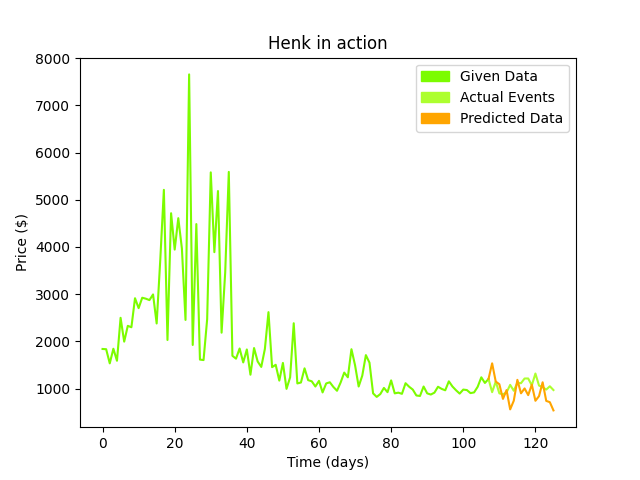 Henk in action
Given Data
Actual Events
Predicted Data
Price ($)
8000
7000
6000
5000
4000
3000
2000
1000
0 20 40 60 80 100 120
Time (days)